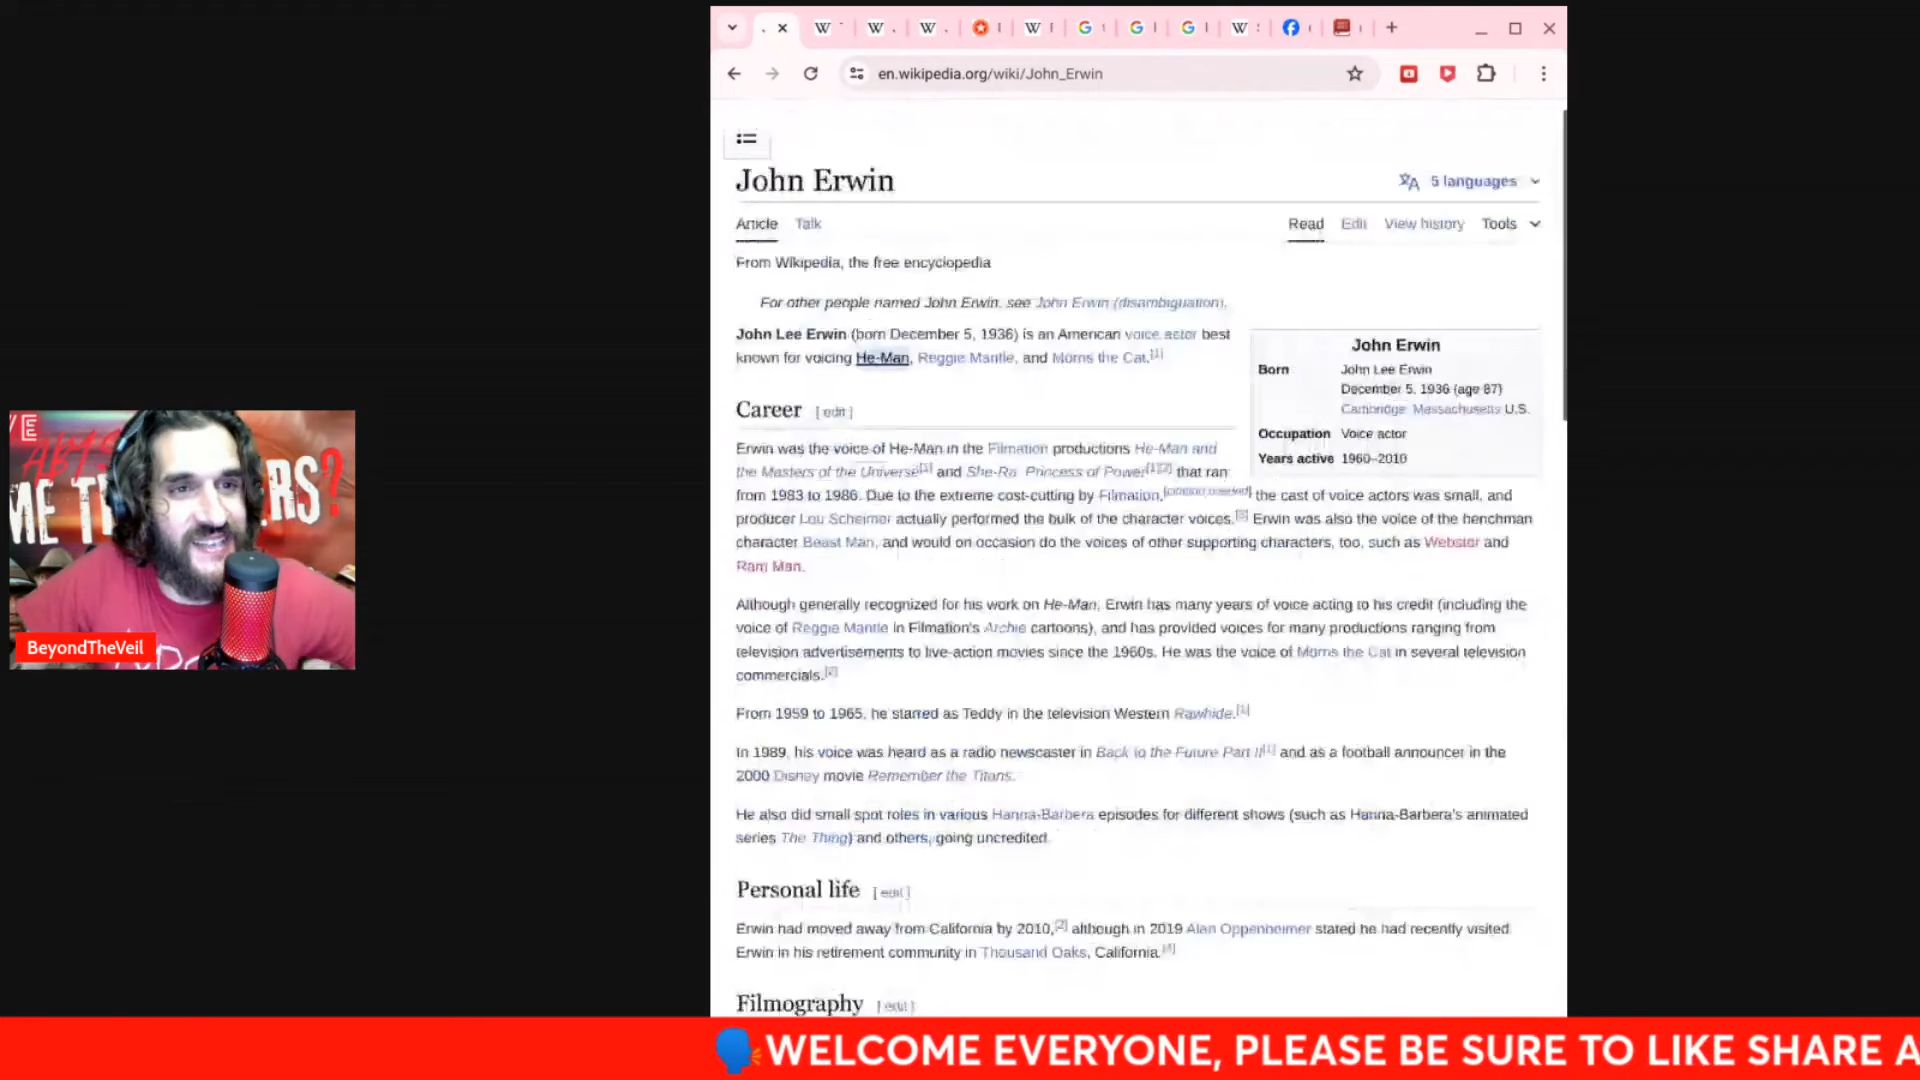 en.wikipedia.org/wiki/John_Erwin
John Erwin
5 languages
Article Talk
Read Edit View history Tools
From Wikipedia, the free encyclopedia
For other people named John Erwin, see John Erwin (disambiguation).
John Lee Erwin (born December 5, 1936) is an American voice actor best
known for voicing He-Man, Reggie Mantle, and Morris the Cat.[1]
John Erwin
Born John Lee Erwin
December 5, 1936 (age 87)
Cambridge, Massachusetts U.S.
Occupation Voice actor
Years active 1960–2010
Career [ edit ]
Erwin was the voice of He-Man in the Filmation productions He-Man and
the Masters of the Universe[1] and She-Ra: Princess of Power[1][2] that ran
from 1983 to 1986. Due to the extreme cost-cutting by Filmation,[citation needed] the cast of voice actors was small, and
producer Lou Scheimer actually performed the bulk of the character voices.[3] Erwin was also the voice of the henchman
character Beast Man, and would on occasion do the voices of other supporting characters, too, such as Webstor and
Ram Man.
Although generally recognized for his work on He-Man, Erwin has many years of voice acting to his credit (including the
voice of Reggie Mantle in Filmation's Archie cartoons), and has provided voices for many productions ranging from
television advertisements to live-action movies since the 1960s. He was the voice of Morris the Cat in several television
commercials.[2]
From 1959 to 1965, he starred as Teddy in the television Western Rawhide.[1]
In 1989, his voice was heard as a radio newscaster in Back to the Future Part II[1] and as a football announcer in the
2000 Disney movie Remember the Titans.
He also did small spot roles in various Hanna-Barbera episodes for different shows (such as Hanna-Barbera's animated
series The Thing) and others, going uncredited.
Personal life [ edit ]
Erwin had moved away from California by 2010,[2] although in 2019 Alan Oppenheimer stated he had recently visited
Erwin in his retirement community in Thousand Oaks, California.[4]
Filmography [ edit ]
BeyondTheVeil
WELCOME EVERYONE, PLEASE BE SURE TO LIKE SHARE A